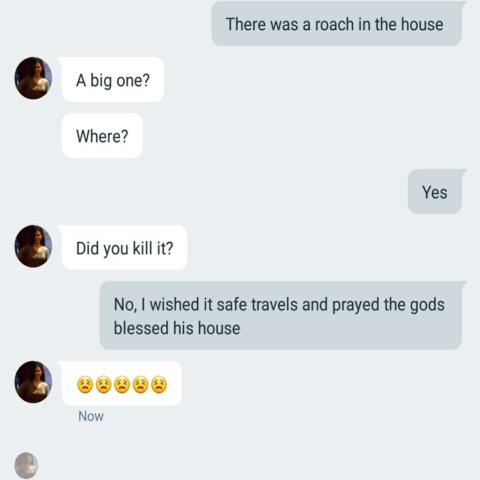 There was a roach in the house
A big one?
Where?
Yes
Did you kill it?
No, I wished it safe travels and prayed the gods
blessed his house
😣😣😣😣😣
Now